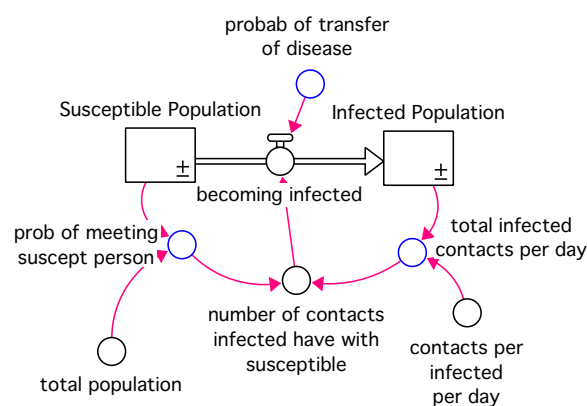 probab of transfer
of disease
Susceptible Population
Infected Population
becoming infected
prob of meeting
suscept person
total infected
contacts per day
number of contacts
infected have with
susceptible
total population
contacts per
infected
per day